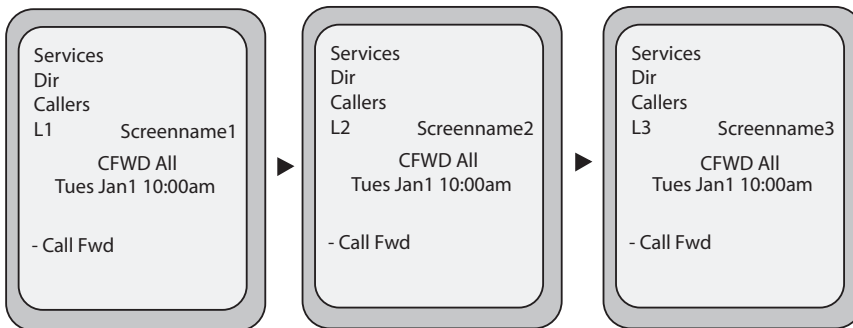 Services
Dir
Callers
L1 Screenname1
CFWD All
Tues Jan1 10:00am
- Call Fwd
Services
Dir
Callers
L2 Screenname2
CFWD All
Tues Jan1 10:00am
- Call Fwd
Services
Dir
Callers
L3 Screenname3
CFWD All
Tues Jan1 10:00am
- Call Fwd